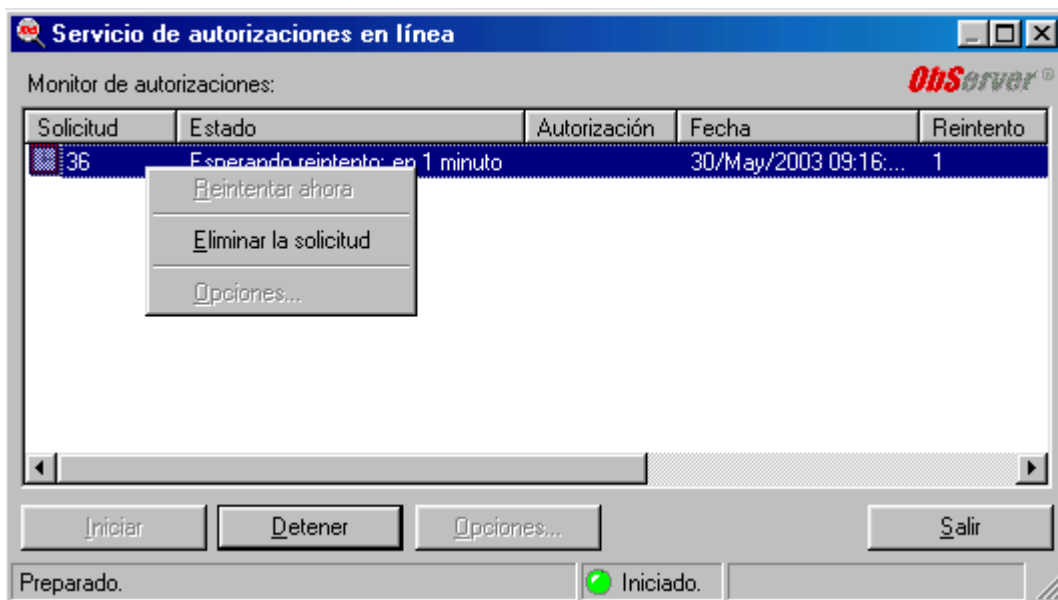 Servicio de autorizaciones en línea
Monitor de autorizaciones:
ObServer ®
Solicitud Estado Autorización Fecha Reintento
36 Esperando reintento: en 1 minuto 30/May/2003 09:16:... 1
Reintentar ahora
Eliminar la solicitud
Opciones...
Iniciar Detener Opciones... Salir
Preparado. Iniciado.